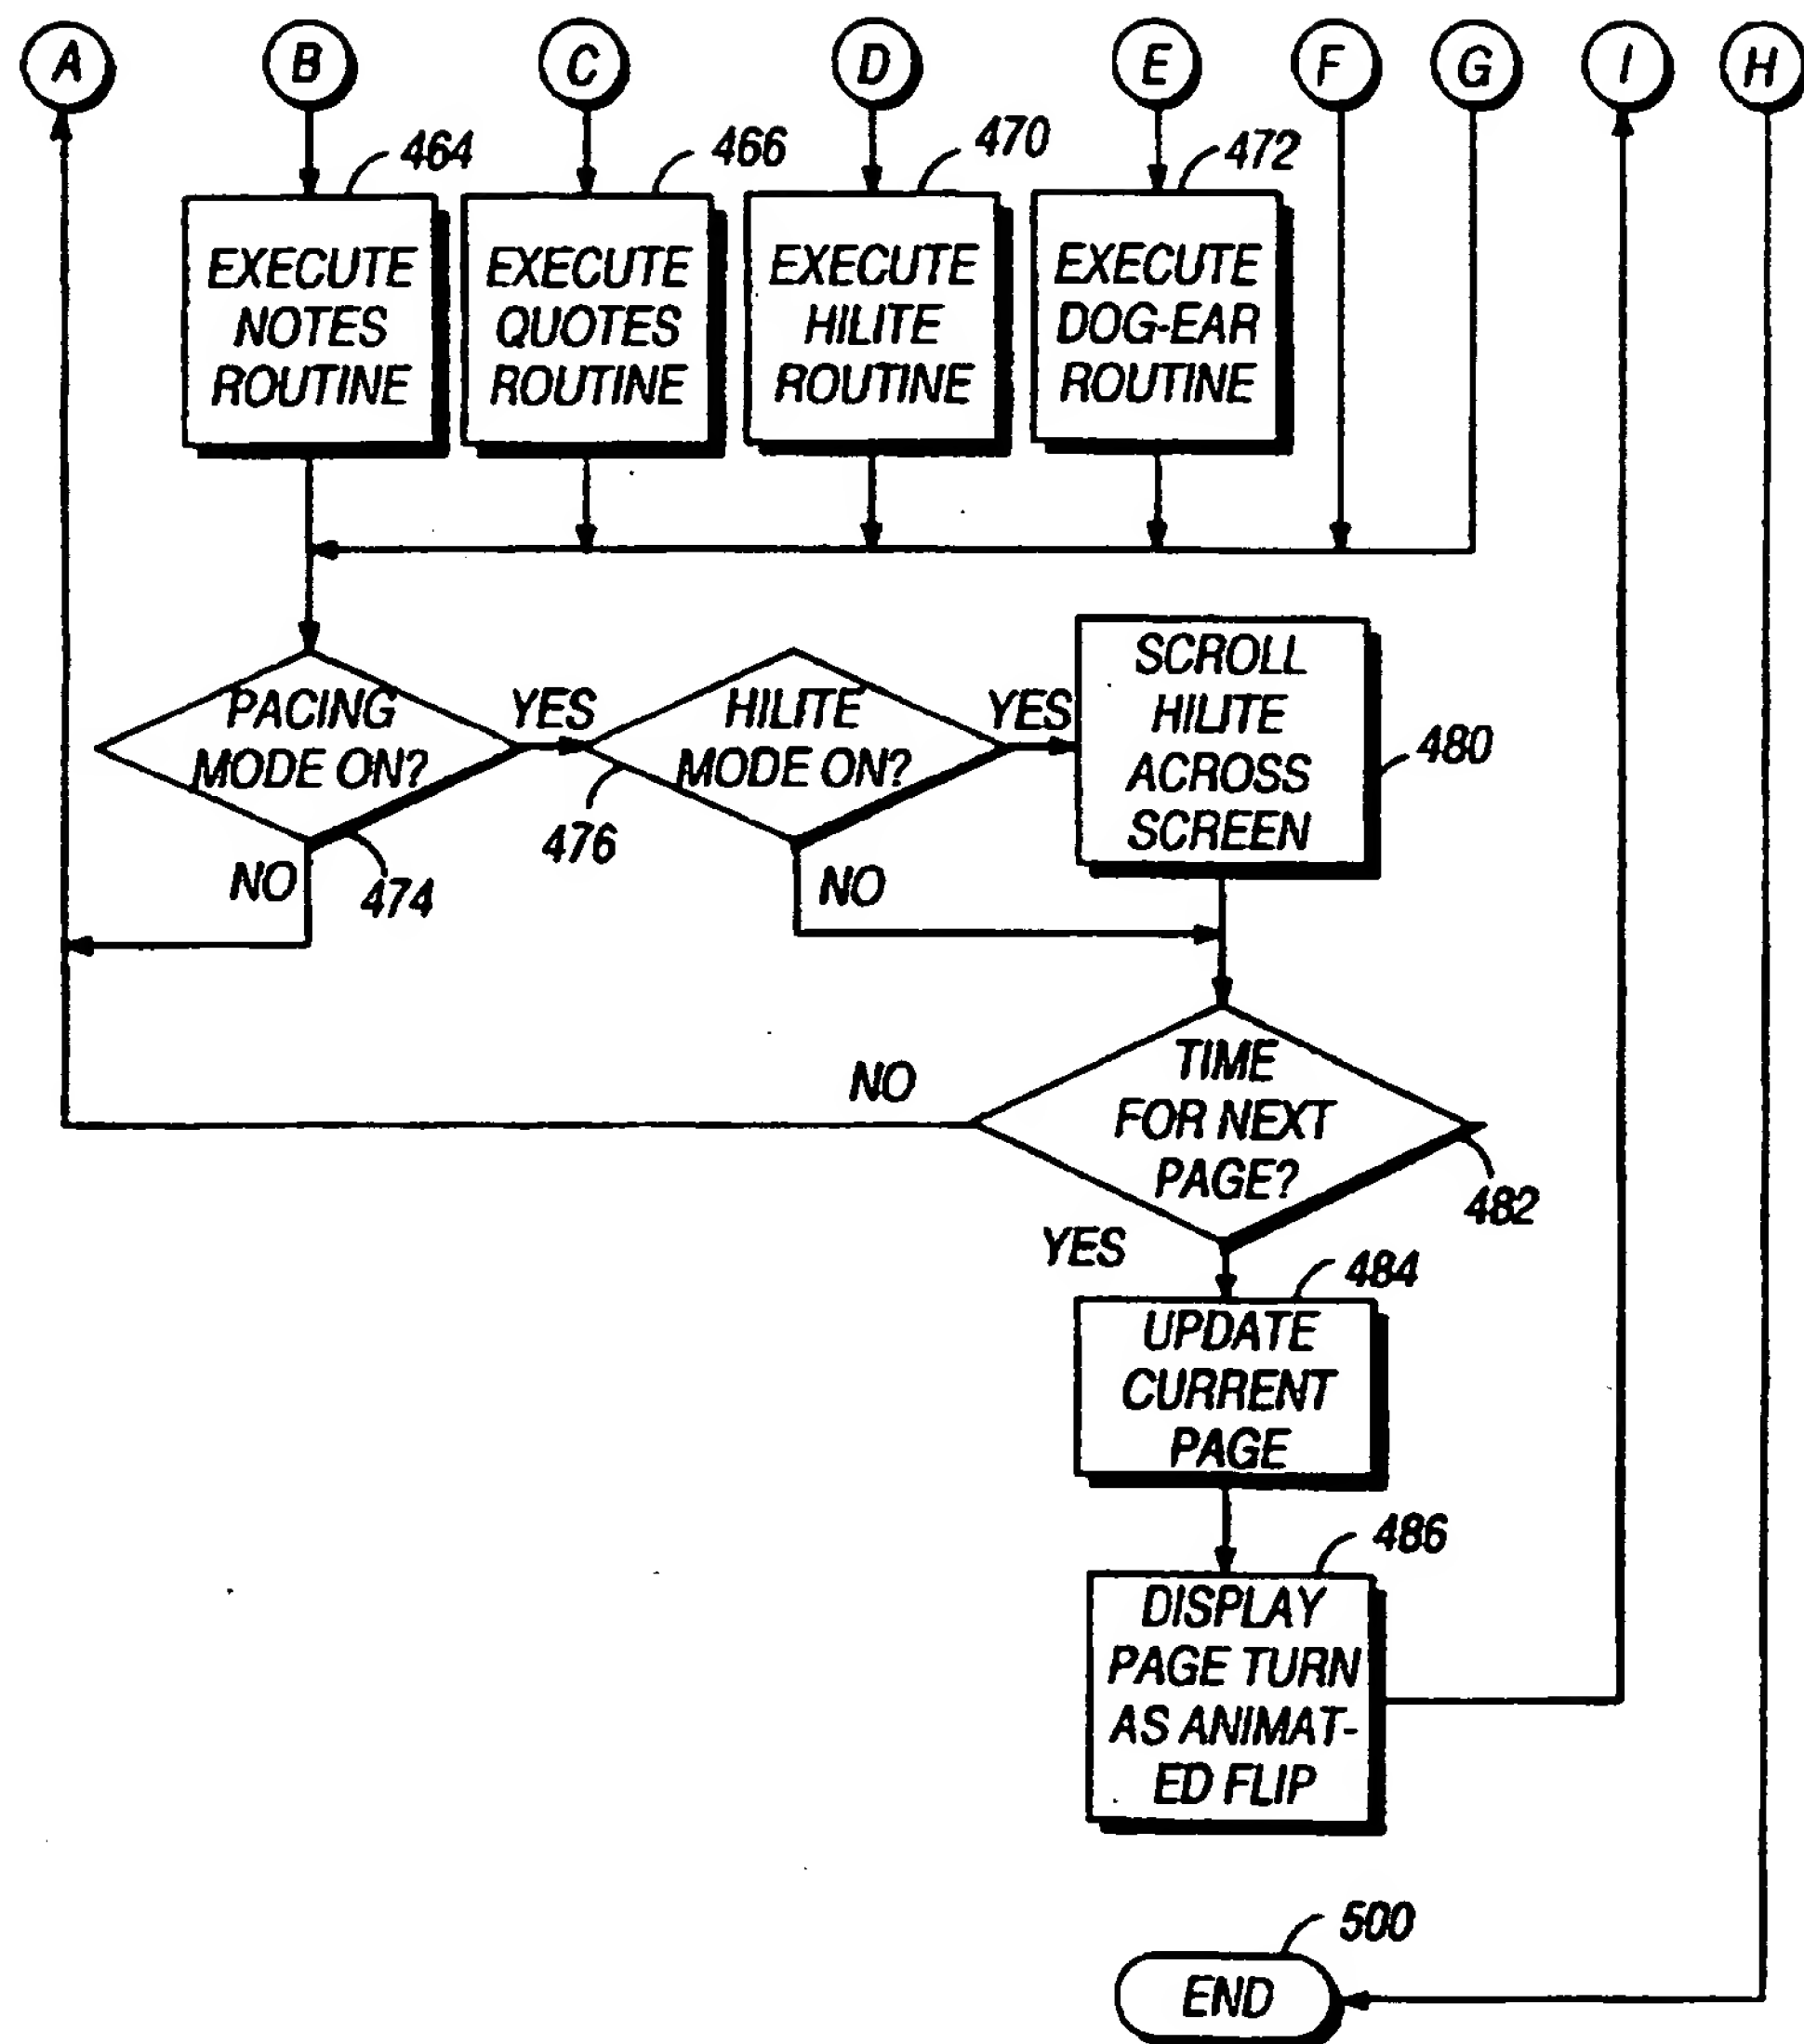 A B C D E F G I H
464 466 470 472
EXECUTE
NOTES
ROUTINE
EXECUTE
QUOTES
ROUTINE
EXECUTE
HILITE
ROUTINE
EXECUTE
DOG-EAR
ROUTINE
PACING
MODE ON?
YES
HILITE
MODE ON?
YES
SCROLL
HILITE
ACROSS
SCREEN
480
476
NO
474
NO
TIME
FOR NEXT
PAGE?
NO
482
YES
484
UPDATE
CURRENT
PAGE
486
DISPLAY
PAGE TURN
AS ANIMAT-
ED FLIP
500
END